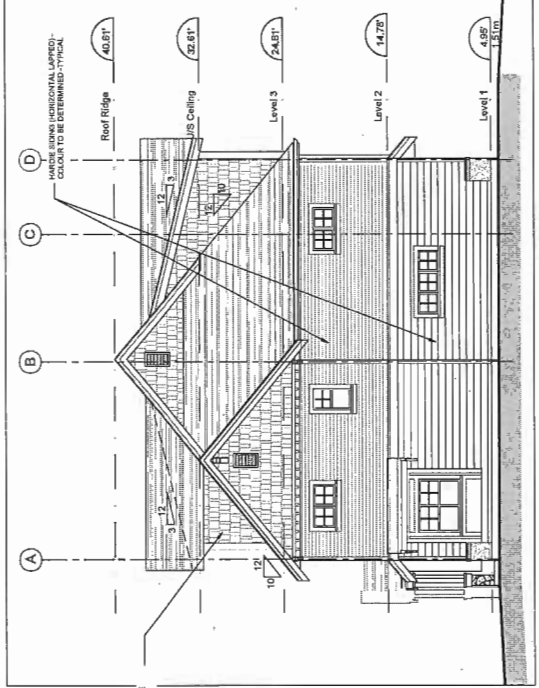 HARDIE SIDING (HORIZONTAL LAPPED) -
COLOUR TO BE DETERMINED - TYPICAL
A
B
C
D
Roof Ridge
40.61'
U/S Ceiling
32.61'
Level 3
24.81'
Level 2
14.78'
Level 1
4.95'
1.51m
12
3
12
3
12
10
12
10